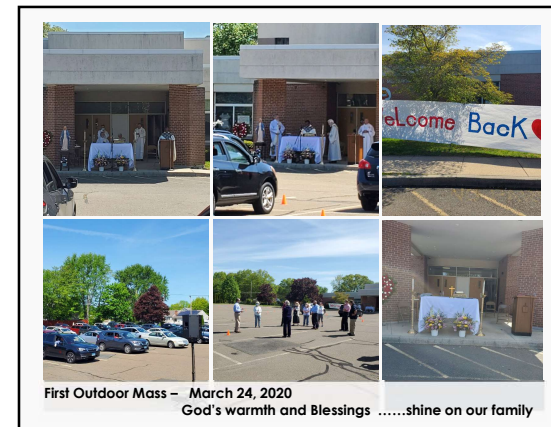 eLcome BacK
First Outdoor Mass – March 24, 2020
God's warmth and Blessings ……shine on our family